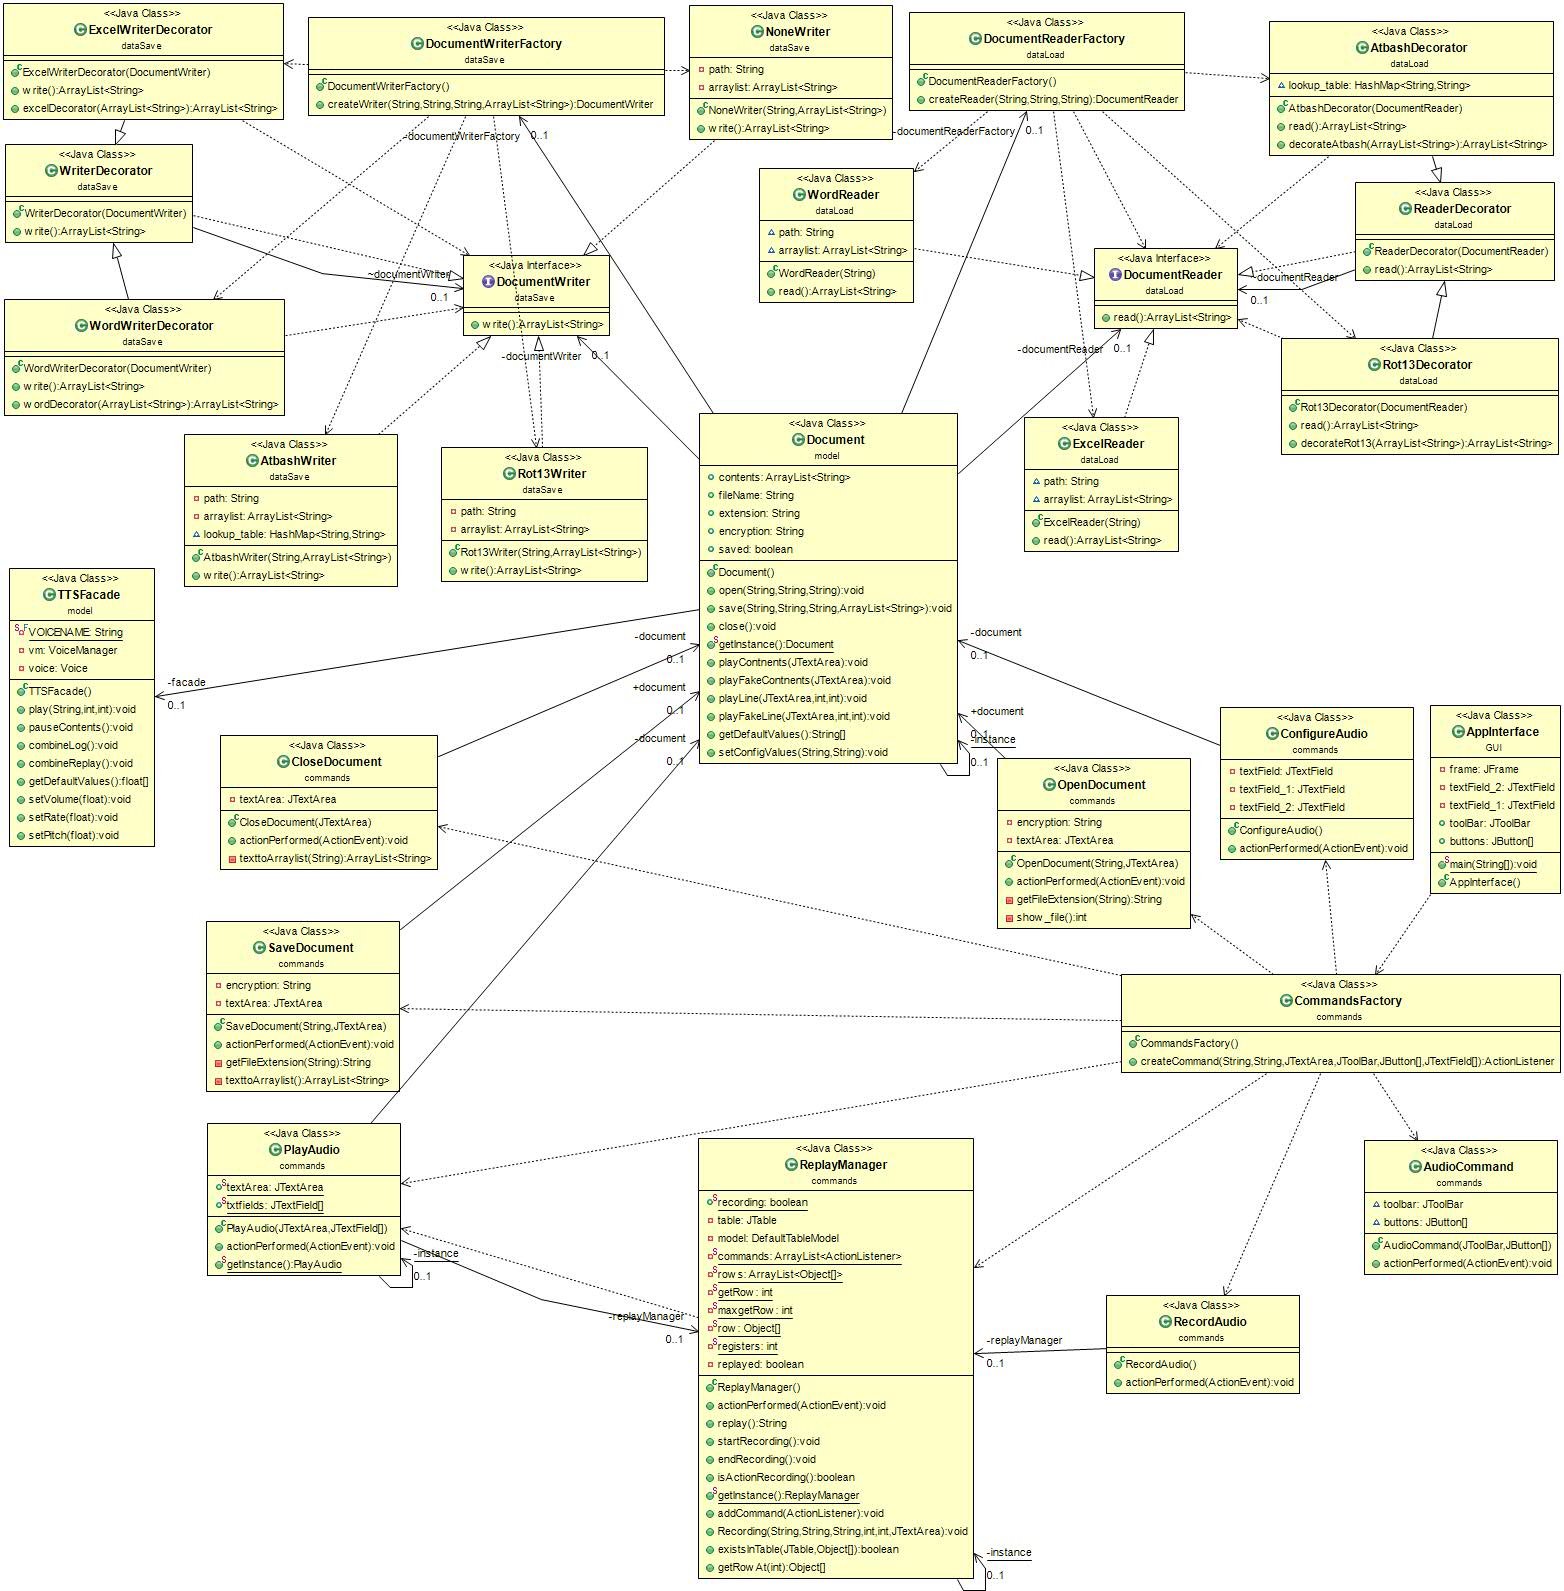 <<Java Class>>
ExcelWriterDecorator
dataSave
ExcelWriterDecorator(DocumentWriter)
write():ArrayList<String>
excelDecorator(ArrayList<String>):ArrayList<String>
<<Java Class>>
DocumentWriterFactory
dataSave
DocumentWriterFactory()
createWriter(String,String,String,ArrayList<String>):DocumentWriter
<<Java Class>>
NoneWriter
dataSave
path: String
arraylist: ArrayList<String>
NoneWriter(String,ArrayList<String>)
write():ArrayList<String>
<<Java Class>>
DocumentReaderFactory
dataLoad
DocumentReaderFactory()
createReader(String,String,String):DocumentReader
<<Java Class>>
AtbashDecorator
dataLoad
lookup_table: HashMap<String,String>
AtbashDecorator(DocumentReader)
read():ArrayList<String>
decorateAtbash(ArrayList<String>):ArrayList<String>
-documentWriterFactory
0..1
-documentReaderFactory
0..1
<<Java Class>>
WriterDecorator
dataSave
WriterDecorator(DocumentWriter)
write():ArrayList<String>
<<Java Class>>
WordReader
dataLoad
path: String
arraylist: ArrayList<String>
WordReader(String)
read():ArrayList<String>
<<Java Class>>
ReaderDecorator
dataLoad
ReaderDecorator(DocumentReader)
read():ArrayList<String>
~documentWriter
0..1
<<Java Interface>>
DocumentWriter
dataSave
write():ArrayList<String>
<<Java Interface>>
DocumentReader
dataLoad
read():ArrayList<String>
-documentReader
0..1
<<Java Class>>
WordWriterDecorator
dataSave
WordWriterDecorator(DocumentWriter)
write():ArrayList<String>
wordDecorator(ArrayList<String>):ArrayList<String>
-documentWriter
0..1
-documentReader
0..1
<<Java Class>>
Rot13Decorator
dataLoad
Rot13Decorator(DocumentReader)
read():ArrayList<String>
decorateRot13(ArrayList<String>):ArrayList<String>
<<Java Class>>
AtbashWriter
dataSave
path: String
arraylist: ArrayList<String>
lookup_table: HashMap<String,String>
AtbashWriter(String,ArrayList<String>)
write():ArrayList<String>
<<Java Class>>
Rot13Writer
dataSave
path: String
arraylist: ArrayList<String>
Rot13Writer(String,ArrayList<String>)
write():ArrayList<String>
<<Java Class>>
Document
model
contents: ArrayList<String>
fileName: String
extension: String
encryption: String
saved: boolean
Document()
open(String,String,String):void
save(String,String,String,ArrayList<String>):void
close():void
getInstance():Document
playContnents(JTextArea):void
playFakeContnents(JTextArea):void
playLine(JTextArea,int,int):void
playFakeLine(JTextArea,int,int):void
getDefaultValues():String[]
setConfigValues(String,String):void
<<Java Class>>
ExcelReader
dataLoad
path: String
arraylist: ArrayList<String>
ExcelReader(String)
read():ArrayList<String>
<<Java Class>>
TTSFacade
model
VOICENAME: String
vm: VoiceManager
voice: Voice
TTSFacade()
play(String,int,int):void
pauseContents():void
combineLog():void
combineReplay():void
getDefaultValues():float[]
setVolume(float):void
setRate(float):void
setPitch(float):void
-facade
0..1
-document
0..1
+document
0..1
-document
0..1
-document
0..1
+document
0..1
-instance
0..1
<<Java Class>>
CloseDocument
commands
textArea: JTextArea
CloseDocument(JTextArea)
actionPerformed(ActionEvent):void
texttoArraylist(String):ArrayList<String>
<<Java Class>>
OpenDocument
commands
encryption: String
textArea: JTextArea
OpenDocument(String,JTextArea)
actionPerformed(ActionEvent):void
getFileExtension(String):String
show_file():int
<<Java Class>>
ConfigureAudio
commands
textField: JTextField
textField_1: JTextField
textField_2: JTextField
ConfigureAudio()
actionPerformed(ActionEvent):void
<<Java Class>>
AppInterface
GUI
frame: JFrame
textField_2: JTextField
textField_1: JTextField
toolBar: JToolBar
buttons: JButton[]
main(String[]):void
AppInterface()
<<Java Class>>
SaveDocument
commands
encryption: String
textArea: JTextArea
SaveDocument(String,JTextArea)
actionPerformed(ActionEvent):void
getFileExtension(String):String
texttoArraylist():ArrayList<String>
<<Java Class>>
CommandsFactory
commands
CommandsFactory()
createCommand(String,String,JTextArea,JToolBar,JButton[],JTextField[]):ActionListener
<<Java Class>>
PlayAudio
commands
textArea: JTextArea
txtfields: JTextField[]
PlayAudio(JTextArea,JTextField[])
actionPerformed(ActionEvent):void
getInstance():PlayAudio
-instance
0..1
-replayManager
0..1
<<Java Class>>
ReplayManager
commands
recording: boolean
table: JTable
model: DefaultTableModel
commands: ArrayList<ActionListener>
rows: ArrayList<Object[]>
getRow: int
maxgetRow: int
row: Object[]
registers: int
replayed: boolean
ReplayManager()
actionPerformed(ActionEvent):void
replay():String
startRecording():void
endRecording():void
isActionRecording():boolean
getInstance():ReplayManager
addCommand(ActionListener):void
Recording(String,String,String,int,int,JTextArea):void
existsInTable(JTable,Object[]):boolean
getRowAt(int):Object[]
-instance
0..1
<<Java Class>>
AudioCommand
commands
toolbar: JToolBar
buttons: JButton[]
AudioCommand(JToolBar,JButton[])
actionPerformed(ActionEvent):void
-replayManager
0..1
<<Java Class>>
RecordAudio
commands
RecordAudio()
actionPerformed(ActionEvent):void